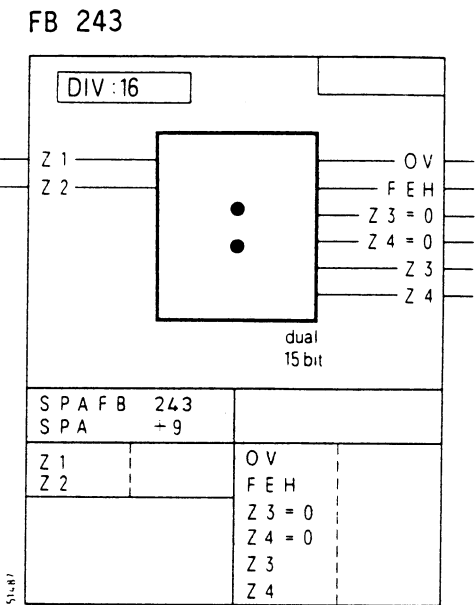 FB 243
DIV : 16
Z 1
Z 2
O V
F E H
Z 3 = 0
Z 4 = 0
Z 3
Z 4
dual
15 bit
S P A F B 243
S P A +9
Z 1
Z 2
O V
F E H
Z 3 = 0
Z 4 = 0
Z 3
Z 4
51487